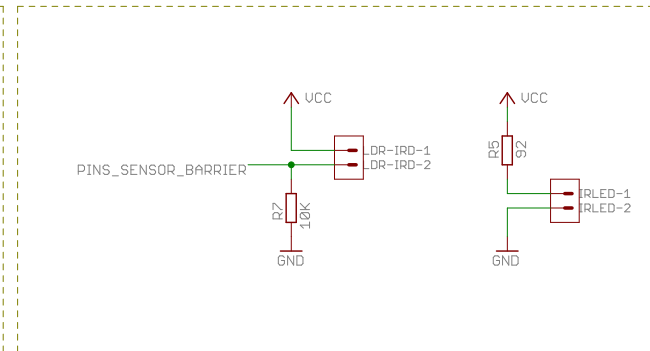 VCC
LDR-IRD-1
LDR-IRD-2
PINS_SENSOR_BARRIER
R7
10K
GND
VCC
R5
92
IRLED-1
IRLED-2
GND